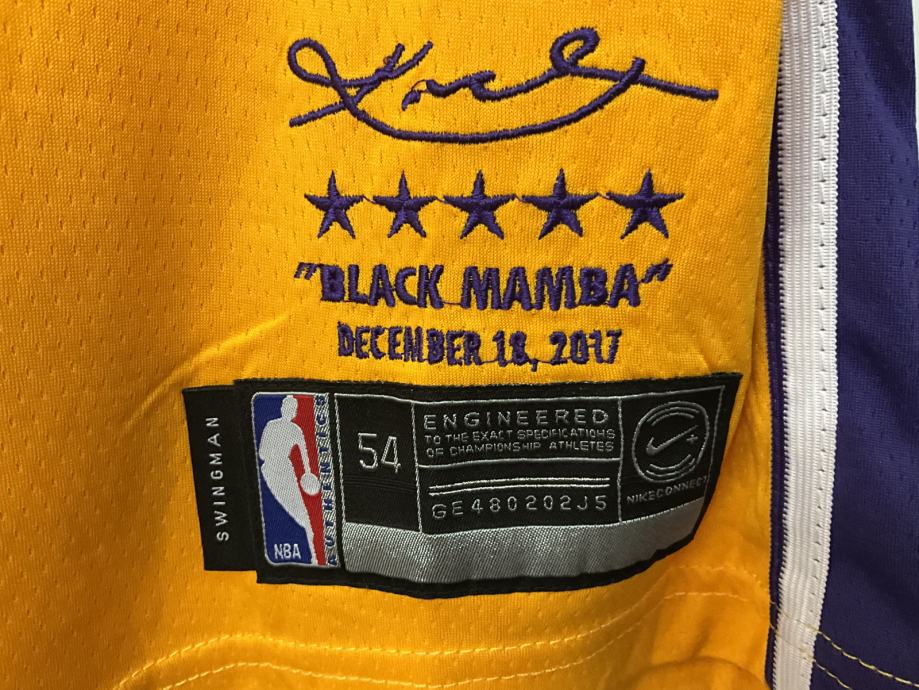 Kobe
"BLACK MAMBA"
DECEMBER 18, 2017
SWINGMAN
NBA
AUTHENTICS
54
ENGINEERED
TO THE EXACT SPECIFICATIONS
OF CHAMPIONSHIP ATHLETES
GE480202J5
NIKECONNECT